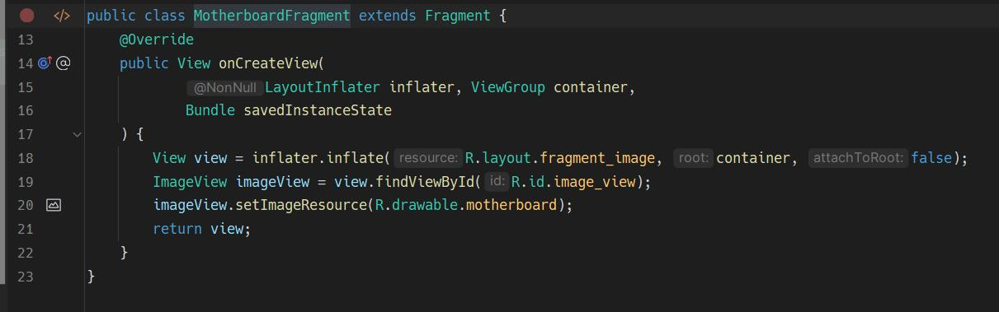 public class MotherboardFragment extends Fragment {
13 @Override
14 public View onCreateView(
15 @NonNull LayoutInflater inflater, ViewGroup container,
16 Bundle savedInstanceState
17 ) {
18 View view = inflater.inflate( resource: R.layout.fragment_image, root: container, attachToRoot: false);
19 ImageView imageView = view.findViewById( id: R.id.image_view);
20 imageView.setImageResource(R.drawable.motherboard);
21 return view;
22 }
23 }